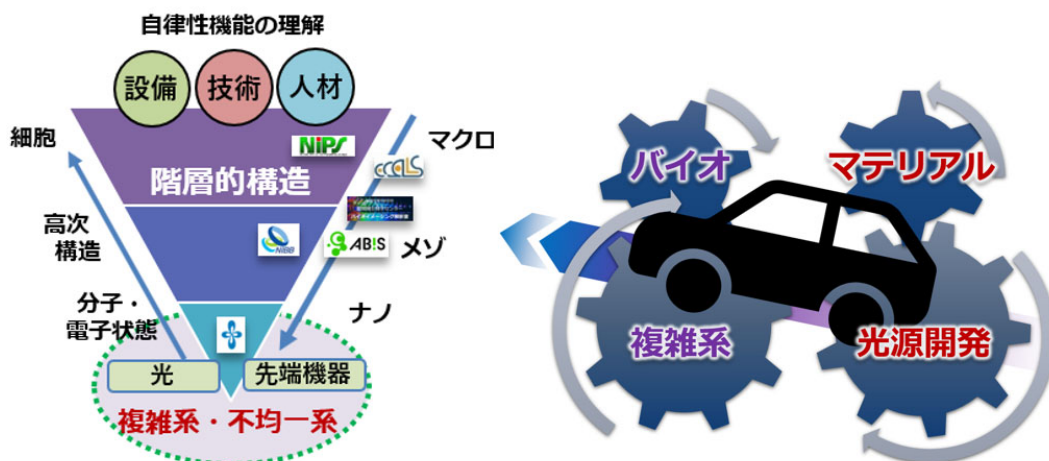 自律性機能の理解
設備
技術
人材
細胞
マクロ
NIPS
階層的構造
高次
構造
NIBB
ABiS
メゾ
分子・
電子状態
ナノ
光
先端機器
複雑系・不均一系
バイオ
マテリアル
複雑系
光源開発